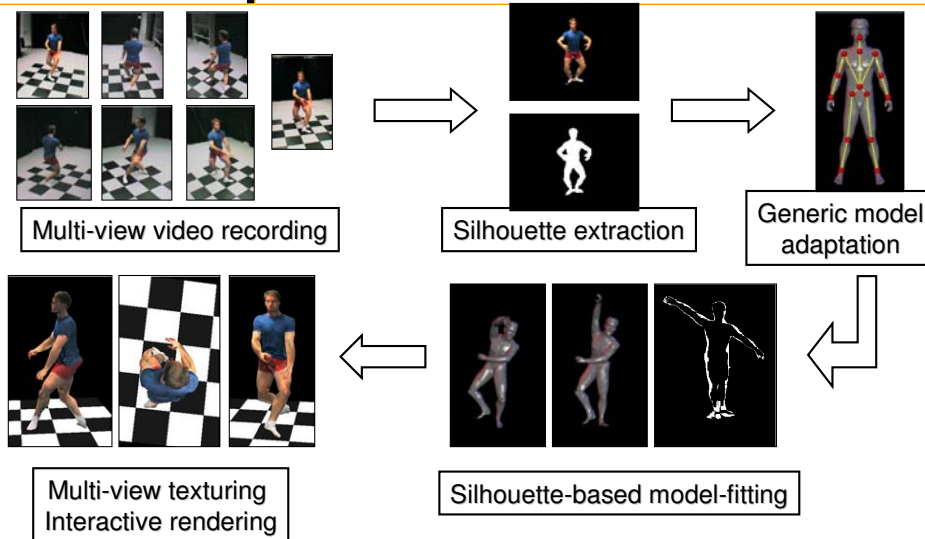 Multi-view video recording
Silhouette extraction
Generic model
adaptation
Multi-view texturing
Interactive rendering
Silhouette-based model-fitting